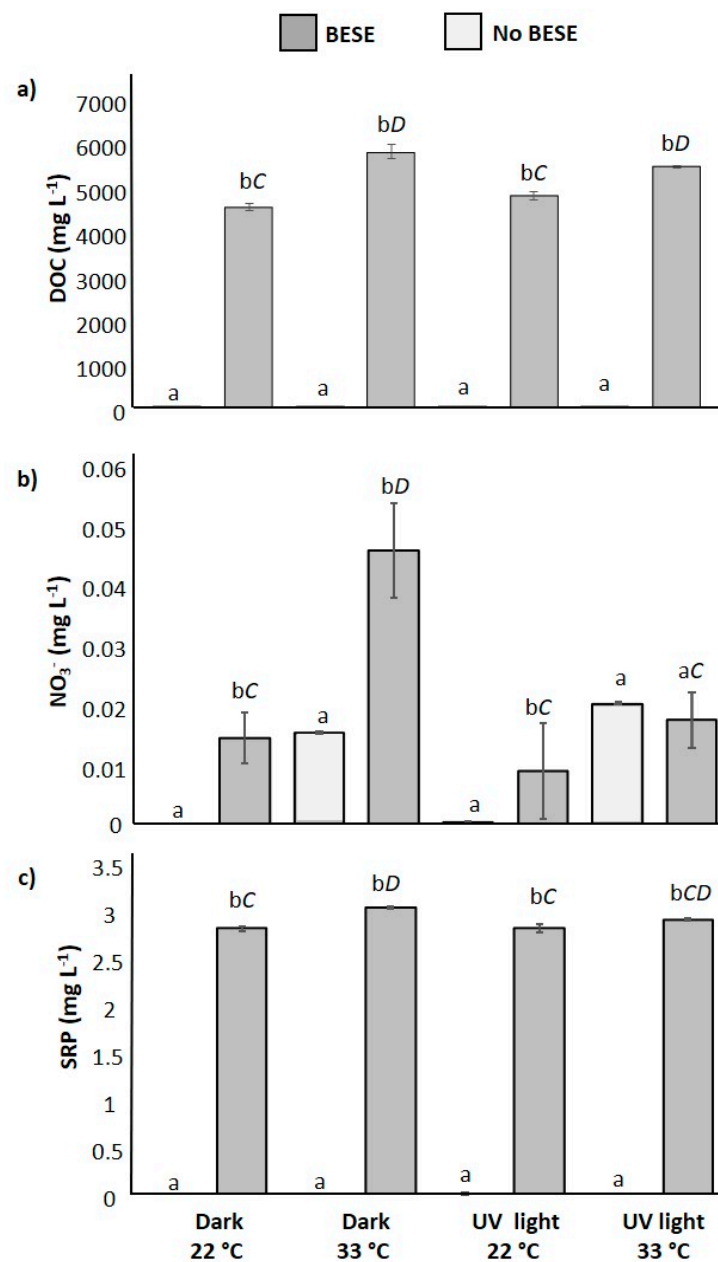 BESE No BESE
a)
DOC (mg L⁻¹)
7000
6000
5000
4000
3000
2000
1000
0
a bC a bD a bC a bD
b)
NO₃⁻ (mg L⁻¹)
0.06
0.05
0.04
0.03
0.02
0.01
0
a bC a bD a bC a aC
c)
SRP (mg L⁻¹)
3.5
3
2.5
2
1.5
1
0.5
0
a bC a bD a bC a bCD
Dark Dark UV light UV light
22 °C 33 °C 22 °C 33 °C